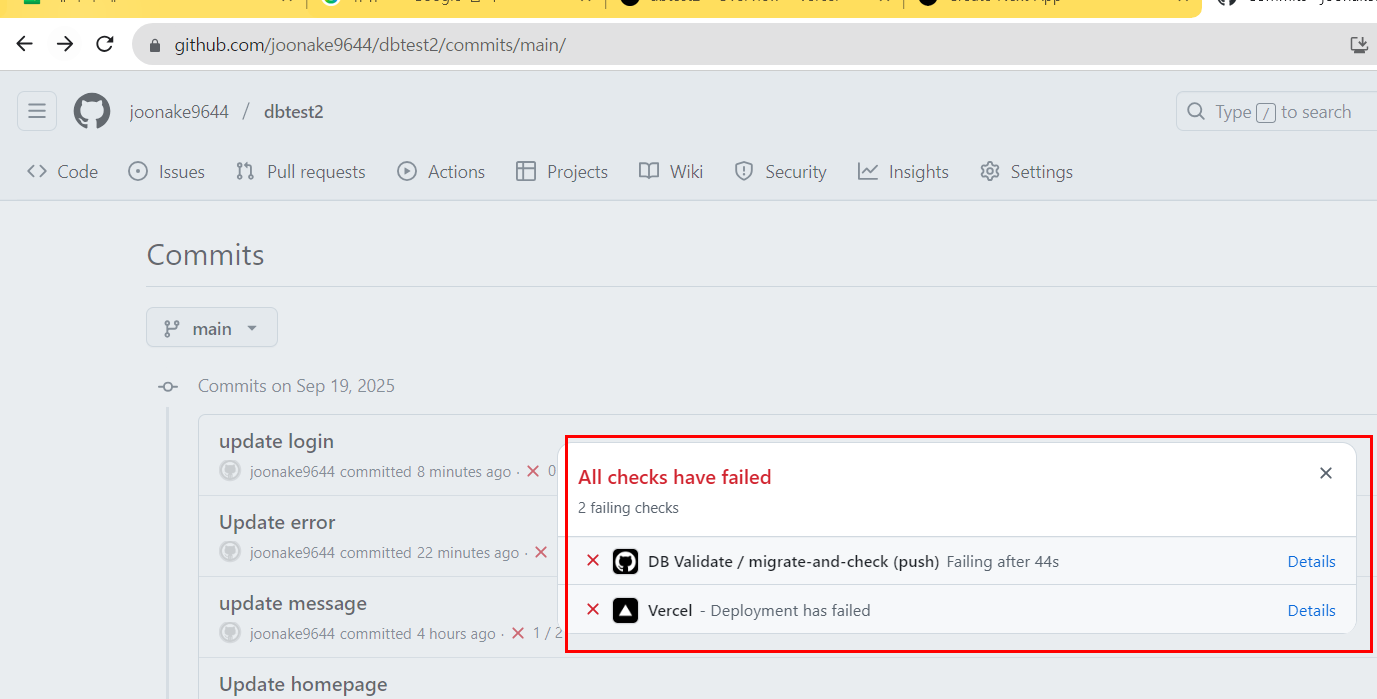 github.com/joonake9644/dbtest2/commits/main/
joonake9644 / dbtest2
Type / to search
Code Issues Pull requests Actions Projects Wiki Security Insights Settings
Commits
main
Commits on Sep 19, 2025
update login
joonake9644 committed 8 minutes ago · 0
Update error
joonake9644 committed 22 minutes ago ·
update message
joonake9644 committed 4 hours ago · 1 / 2
Update homepage
All checks have failed
2 failing checks
DB Validate / migrate-and-check (push) Failing after 44s Details
Vercel - Deployment has failed Details